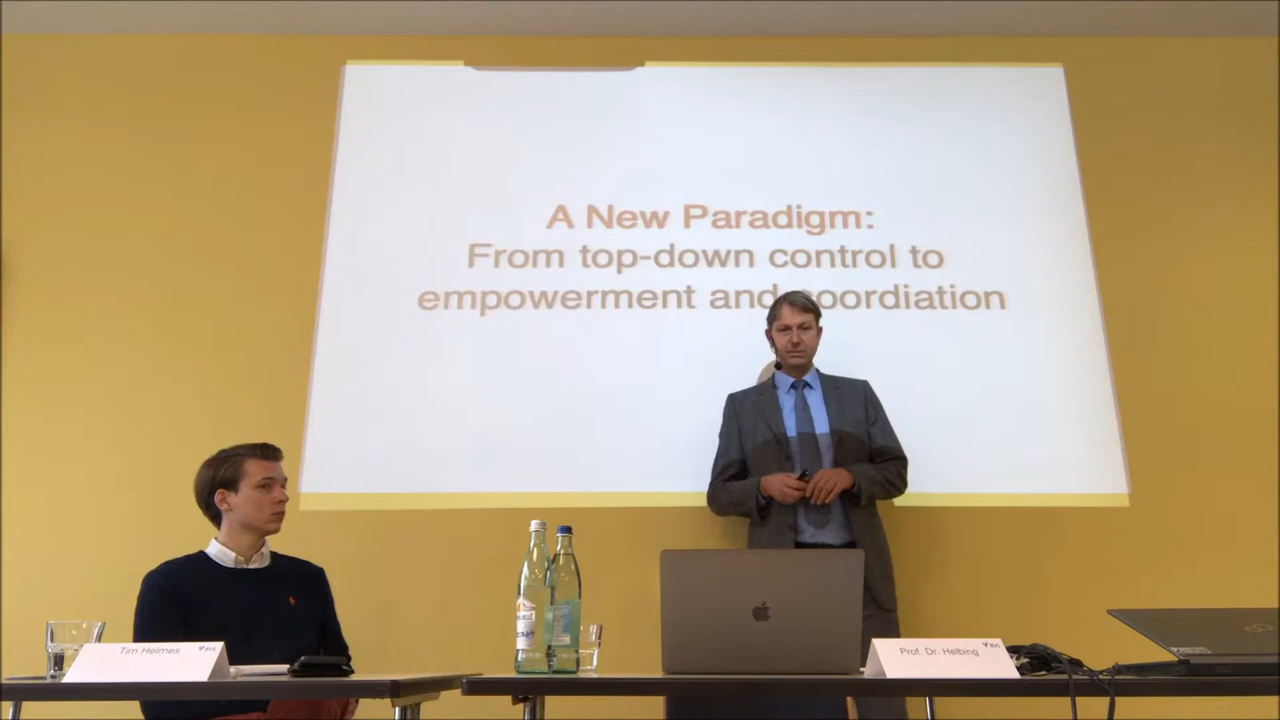 A New Paradigm:
From top-down control to
empowerment and coordiation
Tim Helmes
Prof. Dr. Helbing